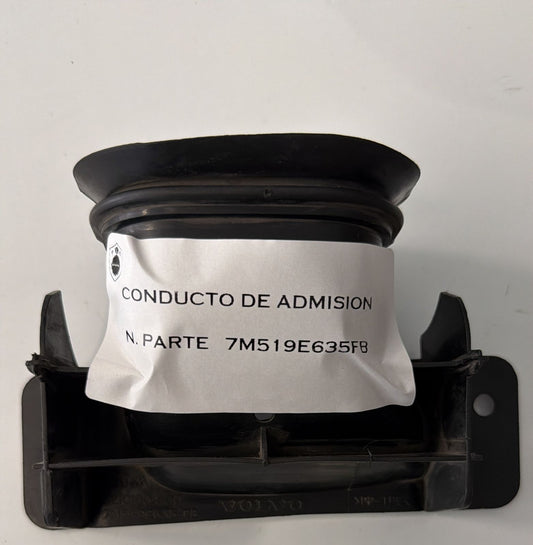 CONDUCTO DE ADMISION
N. PARTE 7M519E635FB
VOLVO